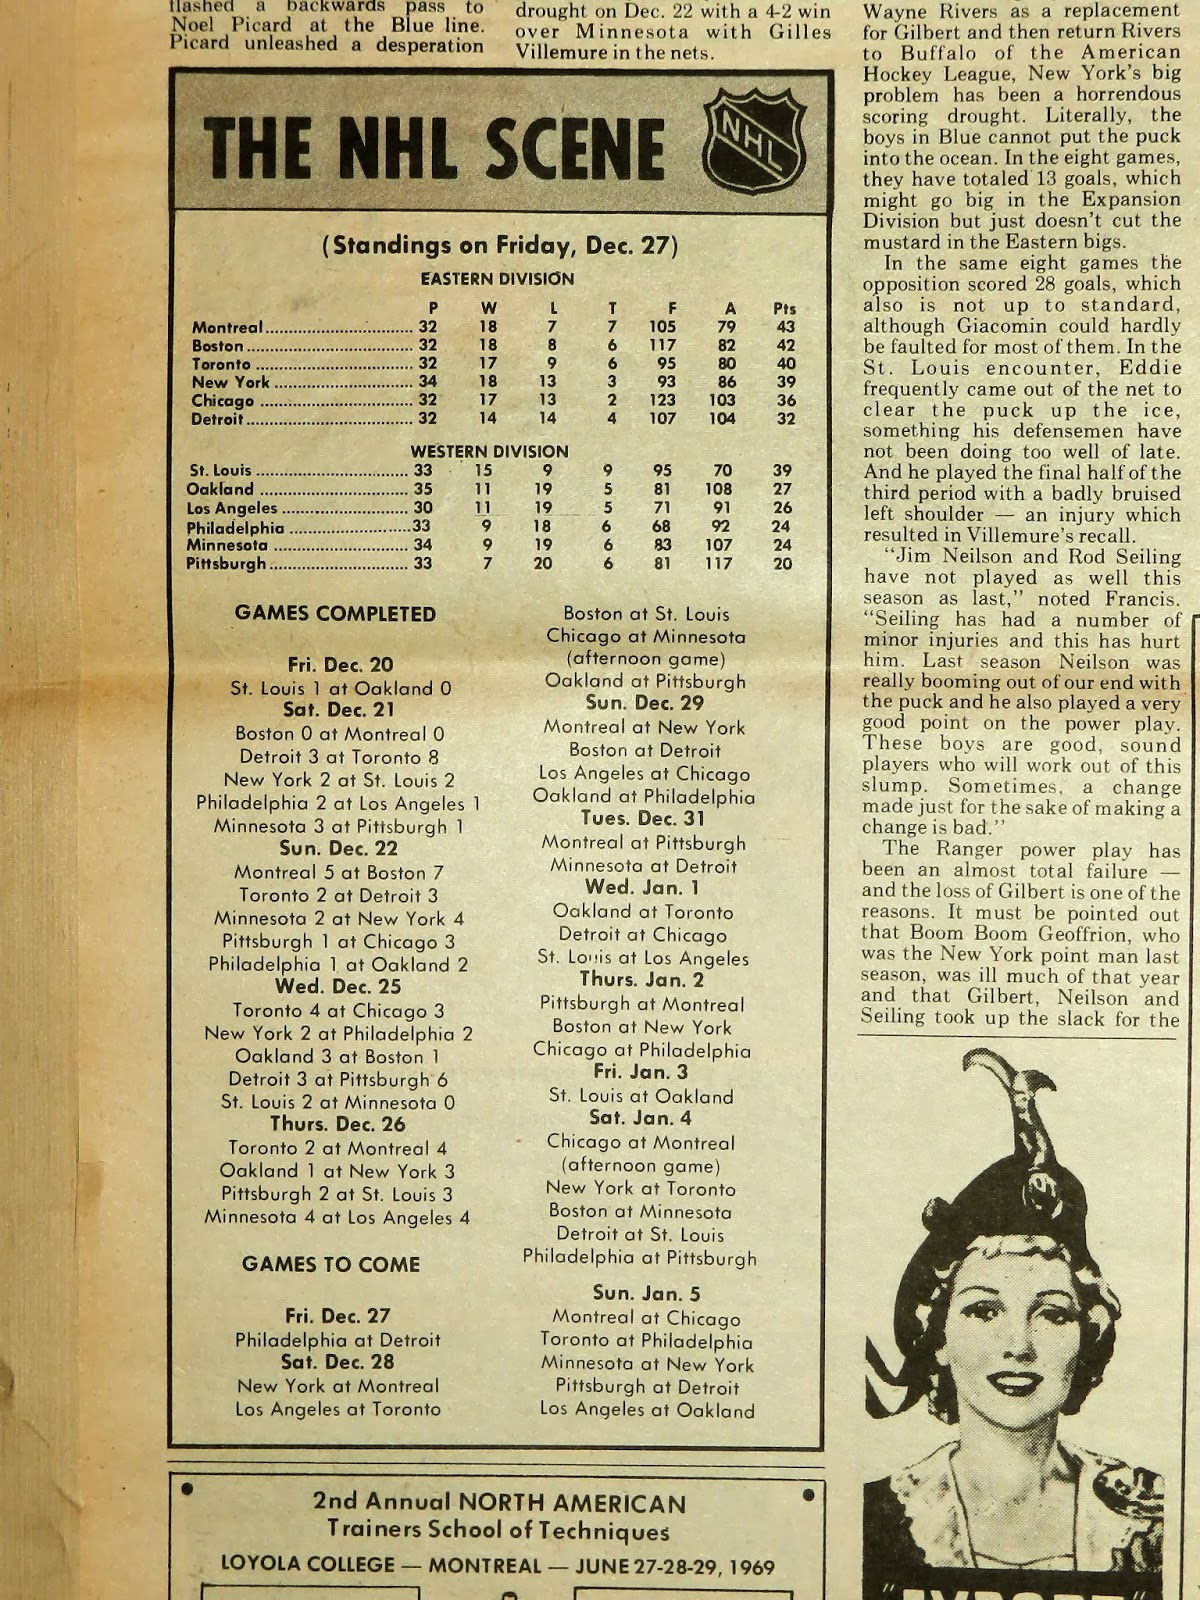 flashed a backwards pass to
Noel Picard at the Blue line.
Picard unleashed a desperation
drought on Dec. 22 with a 4-2 win
over Minnesota with Gilles
Villemure in the nets.
THE NHL SCENE
NHL
(Standings on Friday, Dec. 27)
EASTERN DIVISION
P W L T F A Pts
Montreal 32 18 7 7 105 79 43
Boston 32 18 8 6 117 82 42
Toronto 32 17 9 6 95 80 40
New York 34 18 13 3 93 86 39
Chicago 32 17 13 2 123 103 36
Detroit 32 14 14 4 107 104 32
WESTERN DIVISION
St. Louis 33 15 9 9 95 70 39
Oakland 35 11 19 5 81 108 27
Los Angeles 30 11 19 5 71 91 26
Philadelphia 33 9 18 6 68 92 24
Minnesota 34 9 19 6 83 107 24
Pittsburgh 33 7 20 6 81 117 20
GAMES COMPLETED
Fri. Dec. 20
St. Louis 1 at Oakland 0
Sat. Dec. 21
Boston 0 at Montreal 0
Detroit 3 at Toronto 8
New York 2 at St. Louis 2
Philadelphia 2 at Los Angeles 1
Minnesota 3 at Pittsburgh 1
Sun. Dec. 22
Montreal 5 at Boston 7
Toronto 2 at Detroit 3
Minnesota 2 at New York 4
Pittsburgh 1 at Chicago 3
Philadelphia 1 at Oakland 2
Wed. Dec. 25
Toronto 4 at Chicago 3
New York 2 at Philadelphia 2
Oakland 3 at Boston 1
Detroit 3 at Pittsburgh 6
St. Louis 2 at Minnesota 0
Thurs. Dec. 26
Toronto 2 at Montreal 4
Oakland 1 at New York 3
Pittsburgh 2 at St. Louis 3
Minnesota 4 at Los Angeles 4
GAMES TO COME
Fri. Dec. 27
Philadelphia at Detroit
Sat. Dec. 28
New York at Montreal
Los Angeles at Toronto
Boston at St. Louis
Chicago at Minnesota
(afternoon game)
Oakland at Pittsburgh
Sun. Dec. 29
Montreal at New York
Boston at Detroit
Los Angeles at Chicago
Oakland at Philadelphia
Tues. Dec. 31
Montreal at Pittsburgh
Minnesota at Detroit
Wed. Jan. 1
Oakland at Toronto
Detroit at Chicago
St. Louis at Los Angeles
Thurs. Jan. 2
Pittsburgh at Montreal
Boston at New York
Chicago at Philadelphia
Fri. Jan. 3
St. Louis at Oakland
Sat. Jan. 4
Chicago at Montreal
(afternoon game)
New York at Toronto
Boston at Minnesota
Detroit at St. Louis
Philadelphia at Pittsburgh
Sun. Jan. 5
Montreal at Chicago
Toronto at Philadelphia
Minnesota at New York
Pittsburgh at Detroit
Los Angeles at Oakland
2nd Annual NORTH AMERICAN
Trainers School of Techniques
LOYOLA COLLEGE — MONTREAL — JUNE 27-28-29, 1969
Wayne Rivers as a replacement
for Gilbert and then return Rivers
to Buffalo of the American
Hockey League, New York's big
problem has been a horrendous
scoring drought. Literally, the
boys in Blue cannot put the puck
into the ocean. In the eight games,
they have totaled 13 goals, which
might go big in the Expansion
Division but just doesn't cut the
mustard in the Eastern bigs.
In the same eight games the
opposition scored 28 goals, which
also is not up to standard,
although Giacomin could hardly
be faulted for most of them. In the
St. Louis encounter, Eddie
frequently came out of the net to
clear the puck up the ice,
something his defensemen have
not been doing too well of late.
And he played the final half of the
third period with a badly bruised
left shoulder — an injury which
resulted in Villemure's recall.
"Jim Neilson and Rod Seiling
have not played as well this
season as last," noted Francis.
"Seiling has had a number of
minor injuries and this has hurt
him. Last season Neilson was
really booming out of our end with
the puck and he also played a very
good point on the power play.
These boys are good, sound
players who will work out of this
slump. Sometimes, a change
made just for the sake of making a
change is bad."
The Ranger power play has
been an almost total failure —
and the loss of Gilbert is one of the
reasons. It must be pointed out
that Boom Boom Geoffrion, who
was the New York point man last
season, was ill much of that year
and that Gilbert, Neilson and
Seiling took up the slack for the